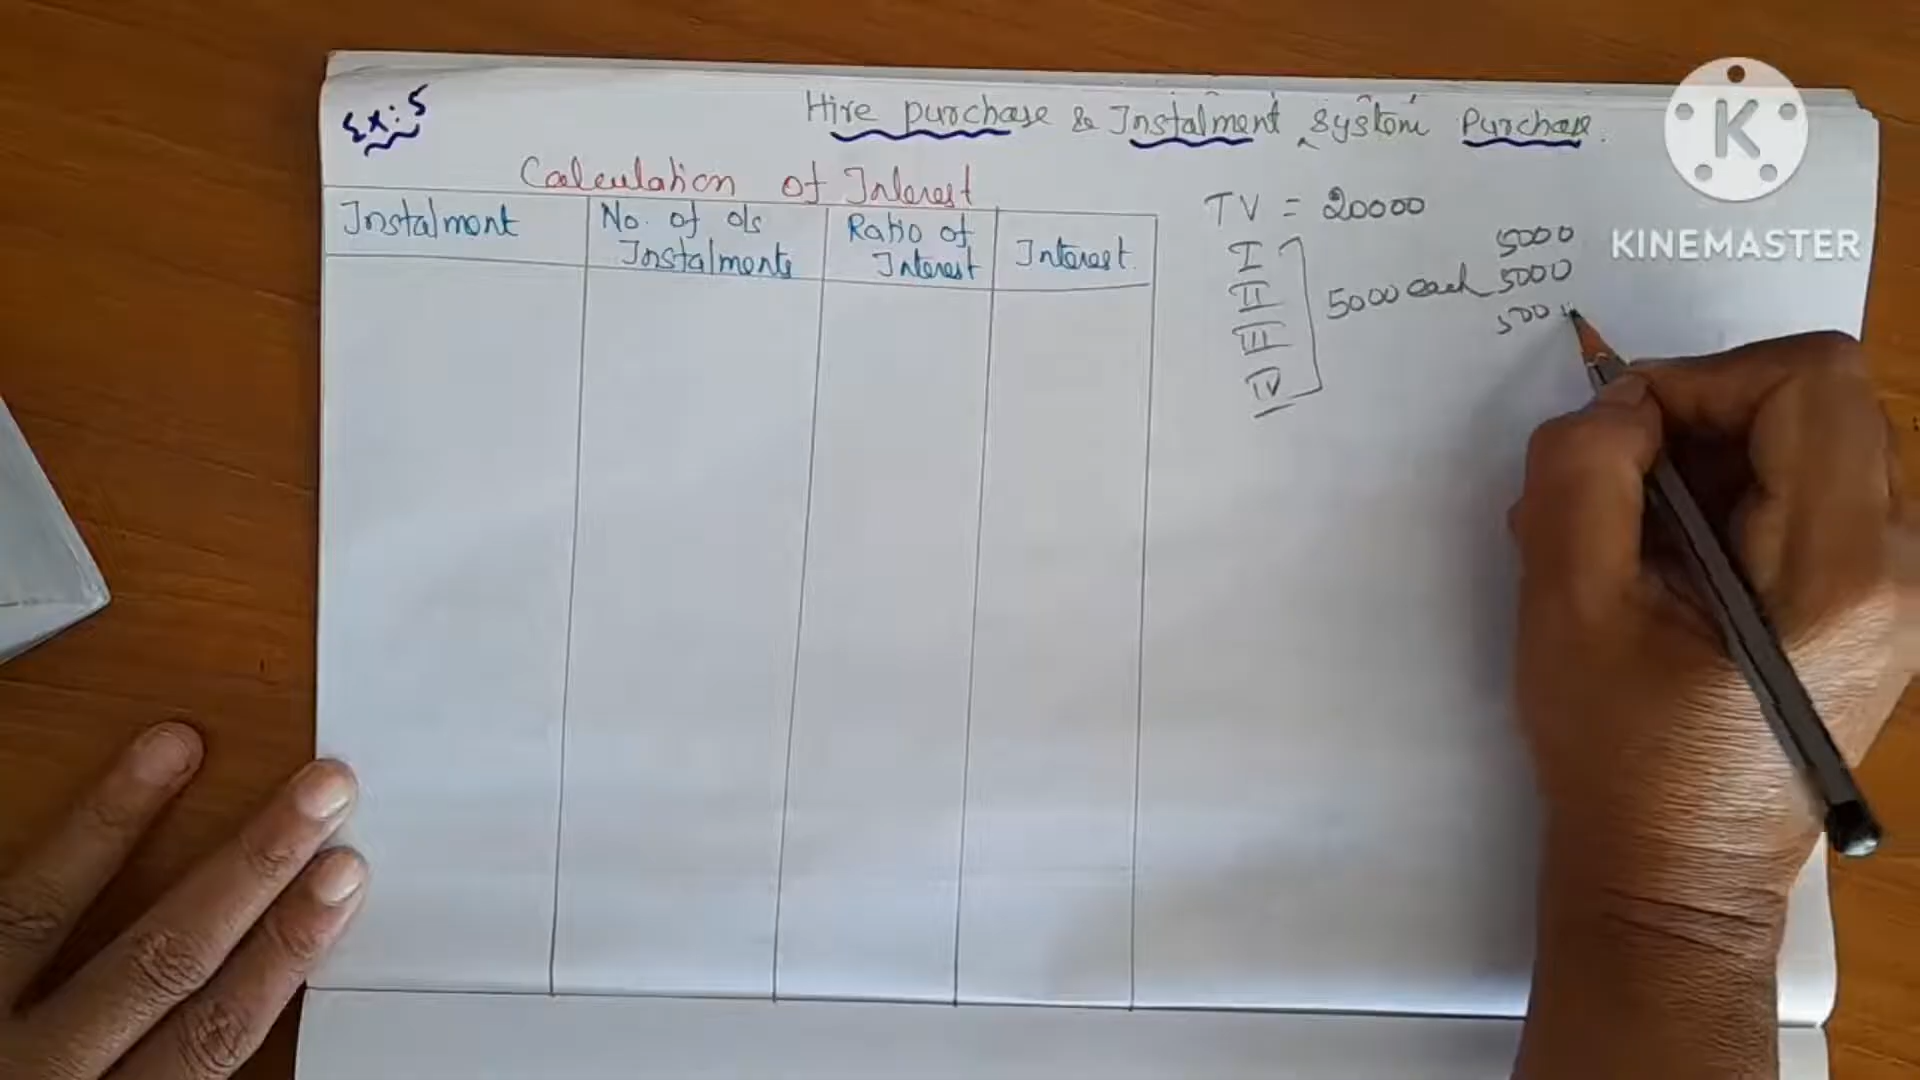 Ex: 5
Hire purchase & Instalment system Purchase.
Calculation of Interest
Instalment
No. of o/s Instalments
Ratio of Interest
Interest.
TV = 20000
I
II
III
IV
5000 each
5000
5000
500
K
KINEMASTER